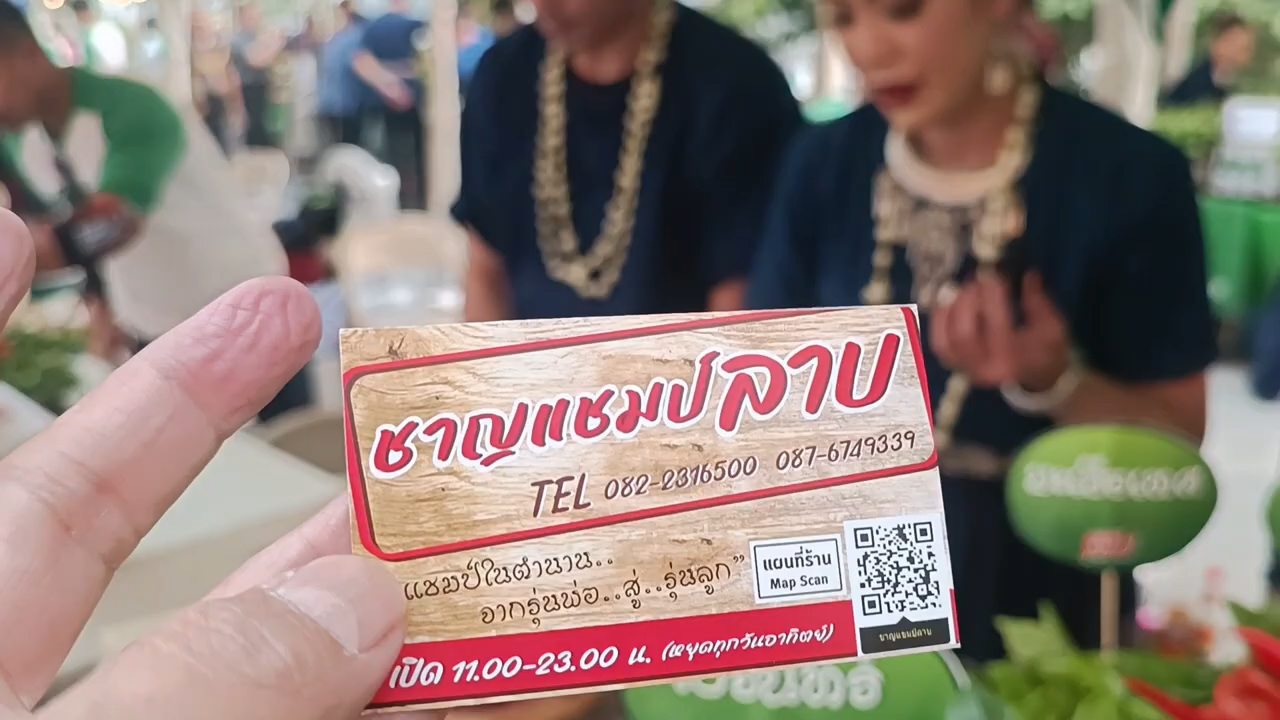 ชาญแชมป์ลาบ
TEL 082-2316500 087-6749339
แชมป์ในตำนาน..
จากรุ่นพ่อ..สู่..รุ่นลูก"
แผนที่ร้าน
Map Scan
ชาญแชมป์ลาบ
เปิด 11.00-23.00 น. (หยุดทุกวันอาทิตย์)